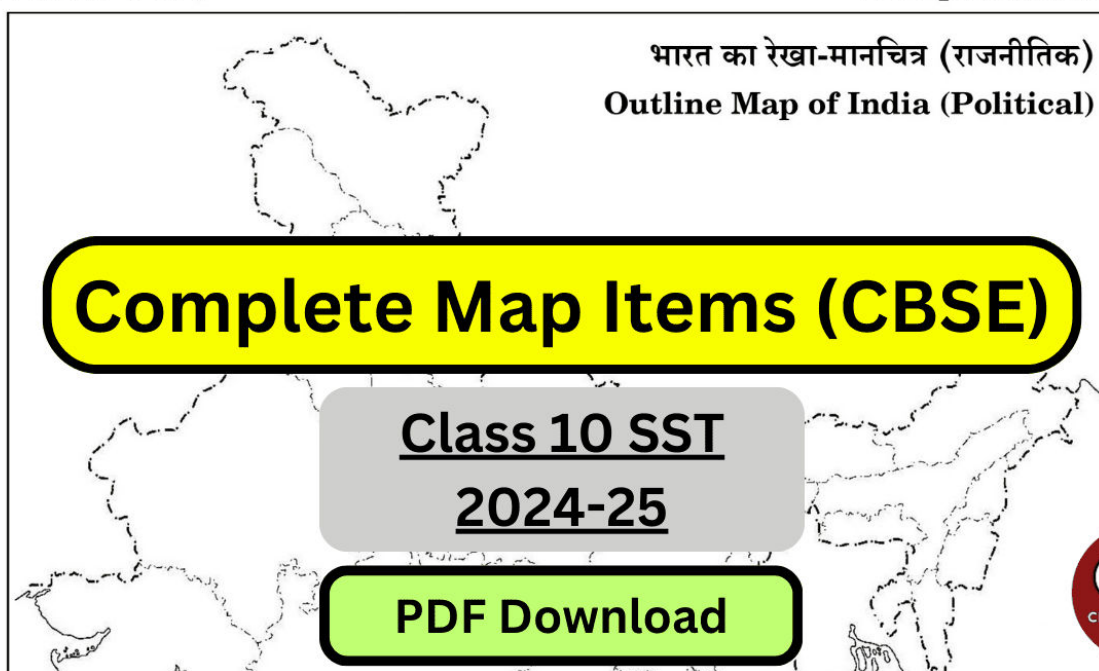 भारत का रेखा-मानचित्र (राजनीतिक)
Outline Map of India (Political)
Complete Map Items (CBSE)
Class 10 SST
2024-25
PDF Download